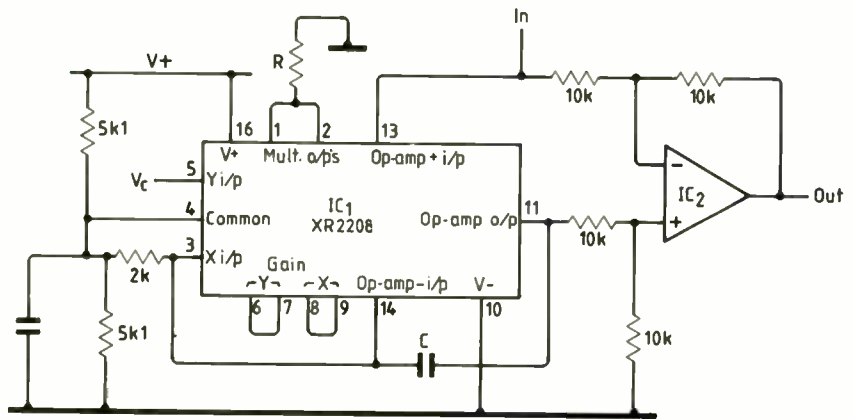 In
V+
R
10k
10k
5k1
16
1
2
13
V+
Mult. o/p's
Op-amp + i/p
5
Vc
Y i/p
IC1
XR2208
4
Common
Op-amp o/p
11
-
IC2
+
Out
10k
3
X i/p
2k
Gain
Y
X
Op-amp - i/p
V-
6
7
8
9
14
10
5k1
C
10k